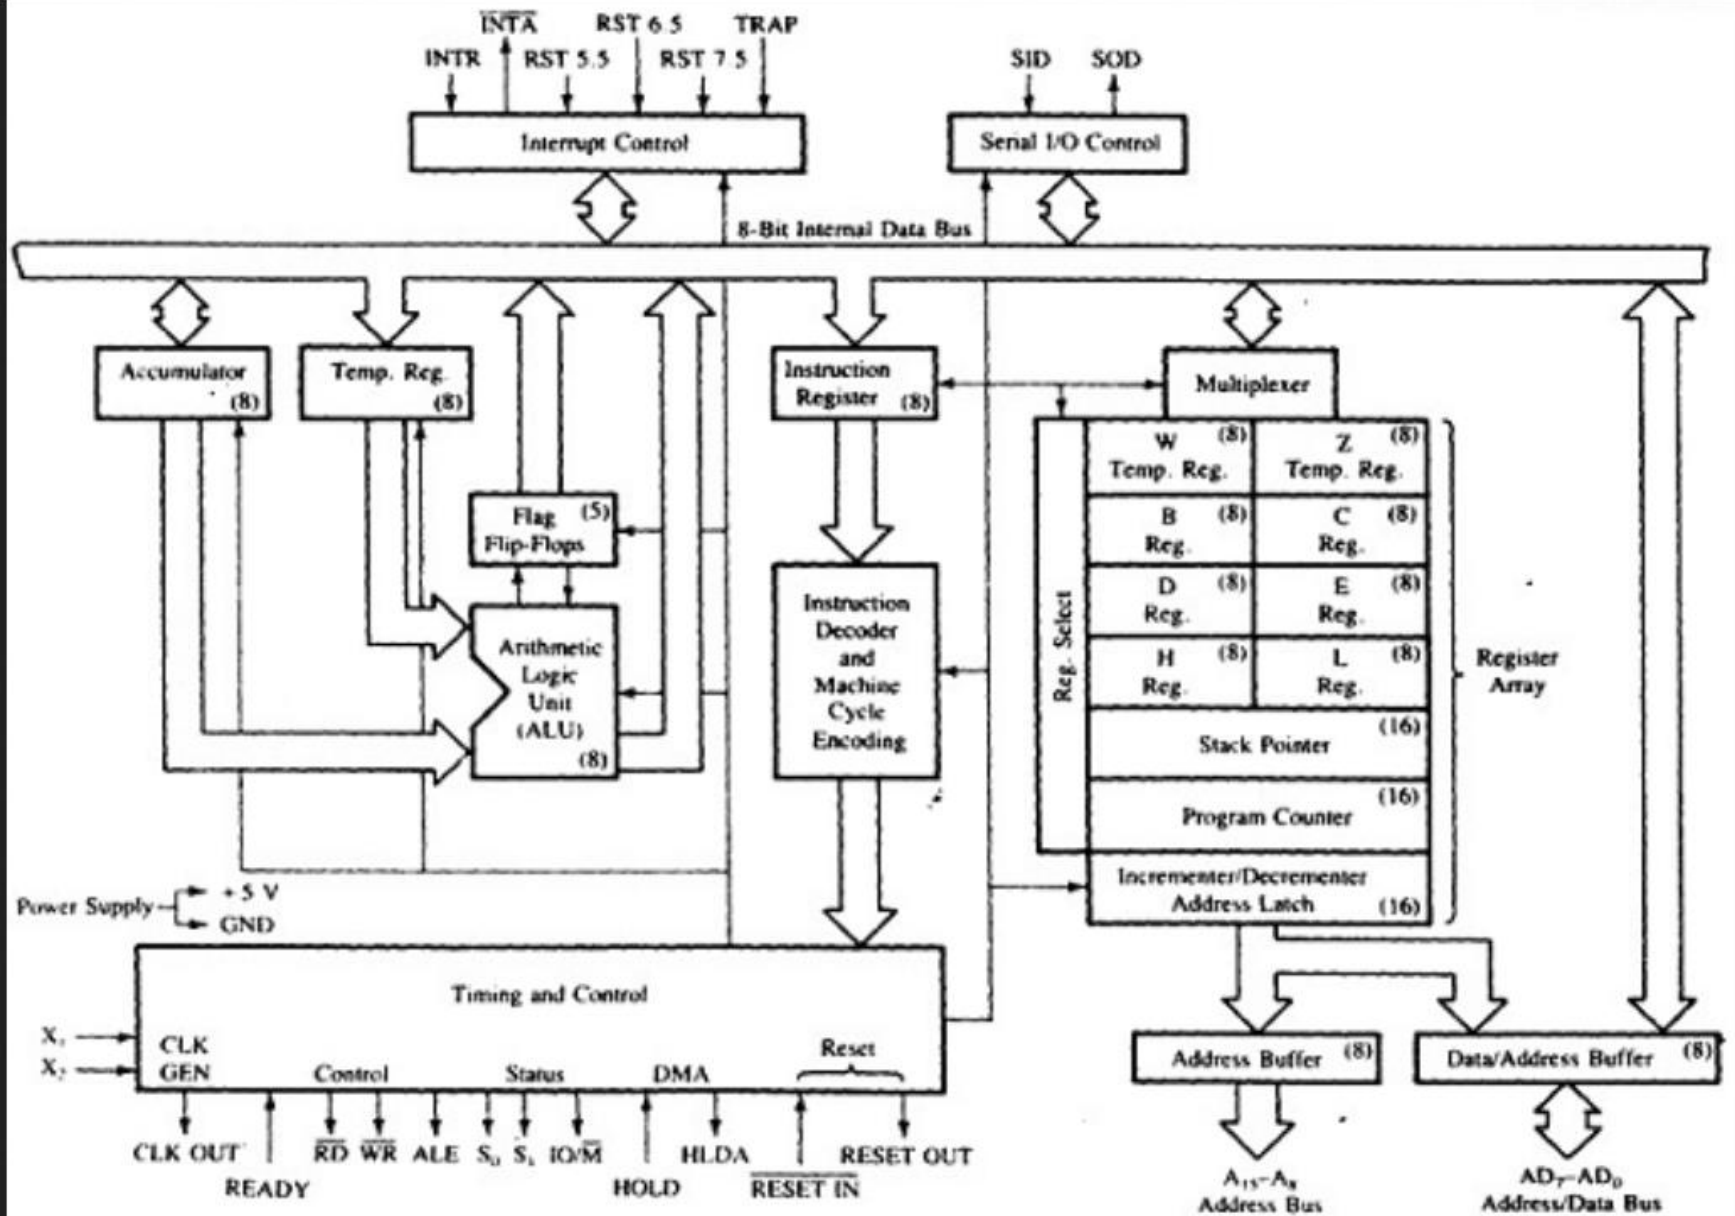 INTA RST 6.5 TRAP
INTR RST 5.5 RST 7.5
SID SOD
Interrupt Control
Serial I/O Control
8-Bit Internal Data Bus
Accumulator
(8)
Temp. Reg.
(8)
Instruction
Register (8)
Multiplexer
Flag (5)
Flip-Flops
Arithmetic
Logic
Unit
(ALU)
(8)
Instruction
Decoder
and
Machine
Cycle
Encoding
Reg. Select
W (8)
Temp. Reg.
Z (8)
Temp. Reg.
B (8)
Reg.
C (8)
Reg.
D (8)
Reg.
E (8)
Reg.
H (8)
Reg.
L (8)
Reg.
(16)
Stack Pointer
(16)
Program Counter
Incrementer/Decrementer
Address Latch (16)
Register
Array
Power Supply
+5 V
GND
Timing and Control
X₁
X₂
CLK
GEN
Control Status DMA Reset
CLK OUT RD WR ALE S₀ S₁ IO/M HLDA RESET OUT
READY HOLD RESET IN
Address Buffer (8)
Data/Address Buffer (8)
A₁₅-A₈
Address Bus
AD₇-AD₀
Address/Data Bus